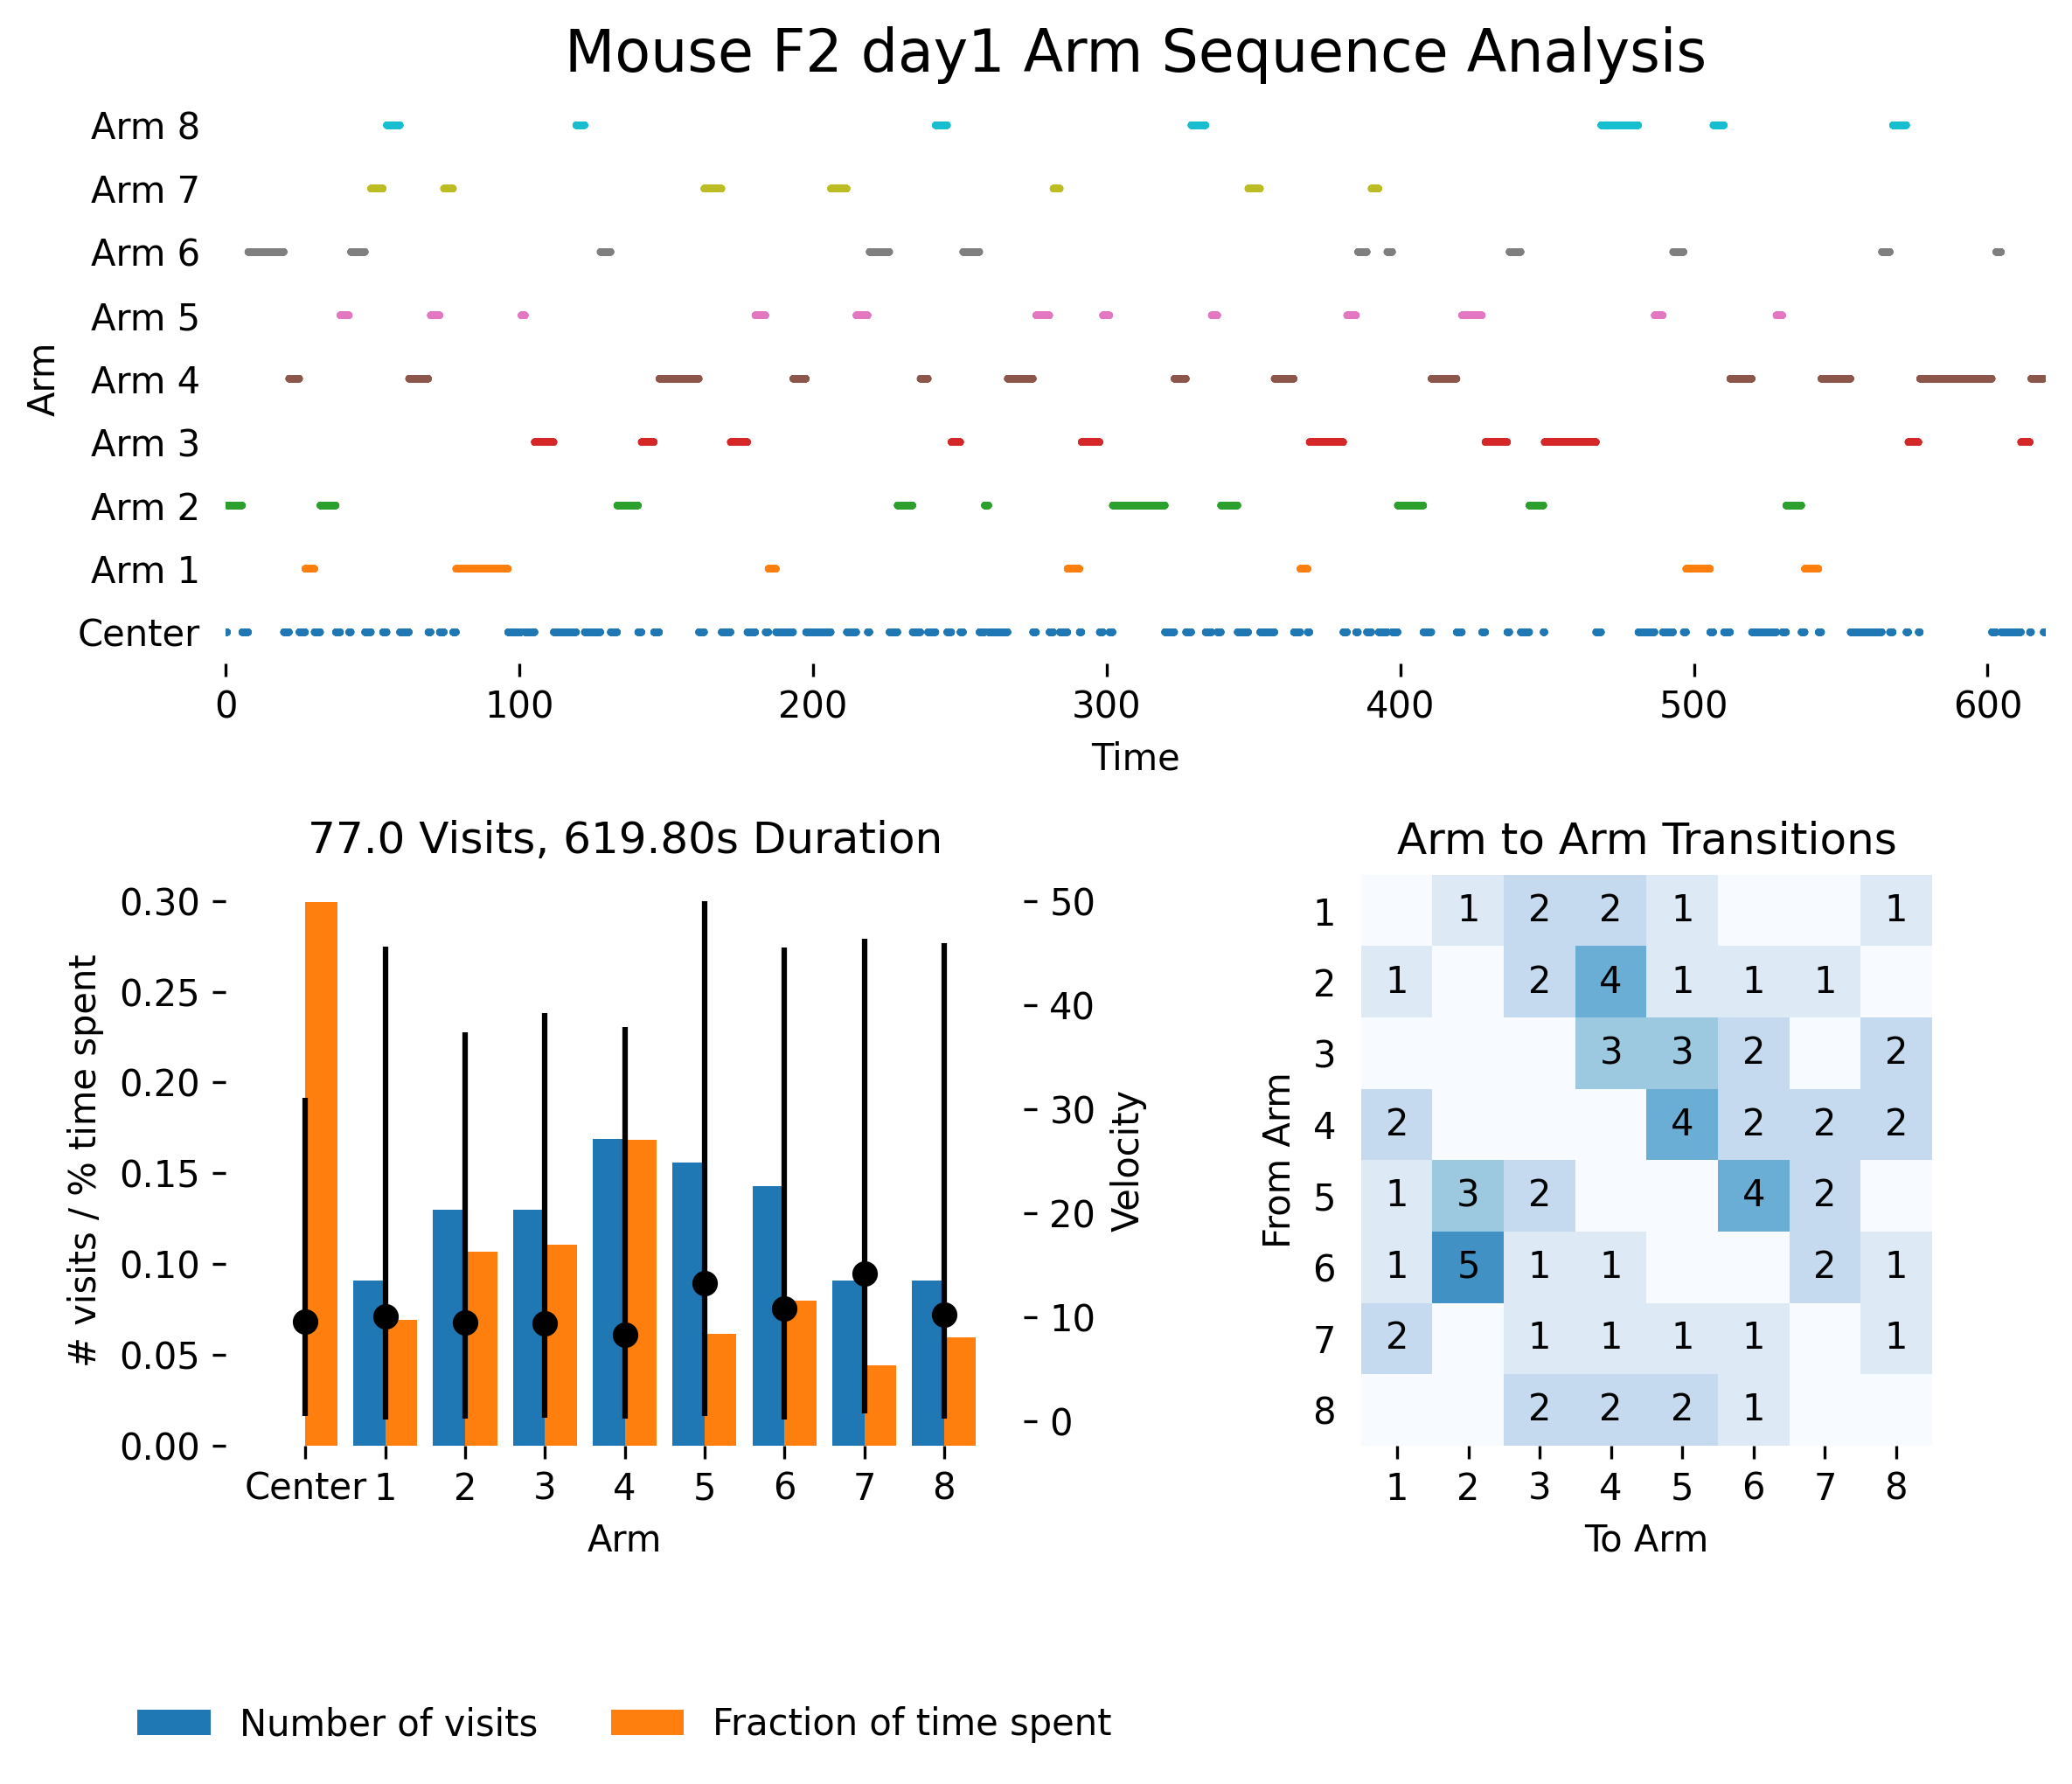 Mouse F2 day1 Arm Sequence Analysis
Arm 8
Arm 7
Arm 6
Arm 5
Arm 4
Arm 3
Arm 2
Arm 1
Center
Arm
0 100 200 300 400 500 600
Time
77.0 Visits, 619.80s Duration
0.30
0.25
0.20
0.15
0.10
0.05
0.00
# visits / % time spent
50
40
30
20
10
0
Velocity
Center 1 2 3 4 5 6 7 8
Arm
Arm to Arm Transitions
From Arm
1 1 2 2 1 1
2 1 2 4 1 1 1
3 3 3 2 2
4 2 4 2 2 2
5 1 3 2 4 2
6 1 5 1 1 2 1
7 2 1 1 1 1 1
8 2 2 2 1
1 2 3 4 5 6 7 8
To Arm
Number of visits
Fraction of time spent